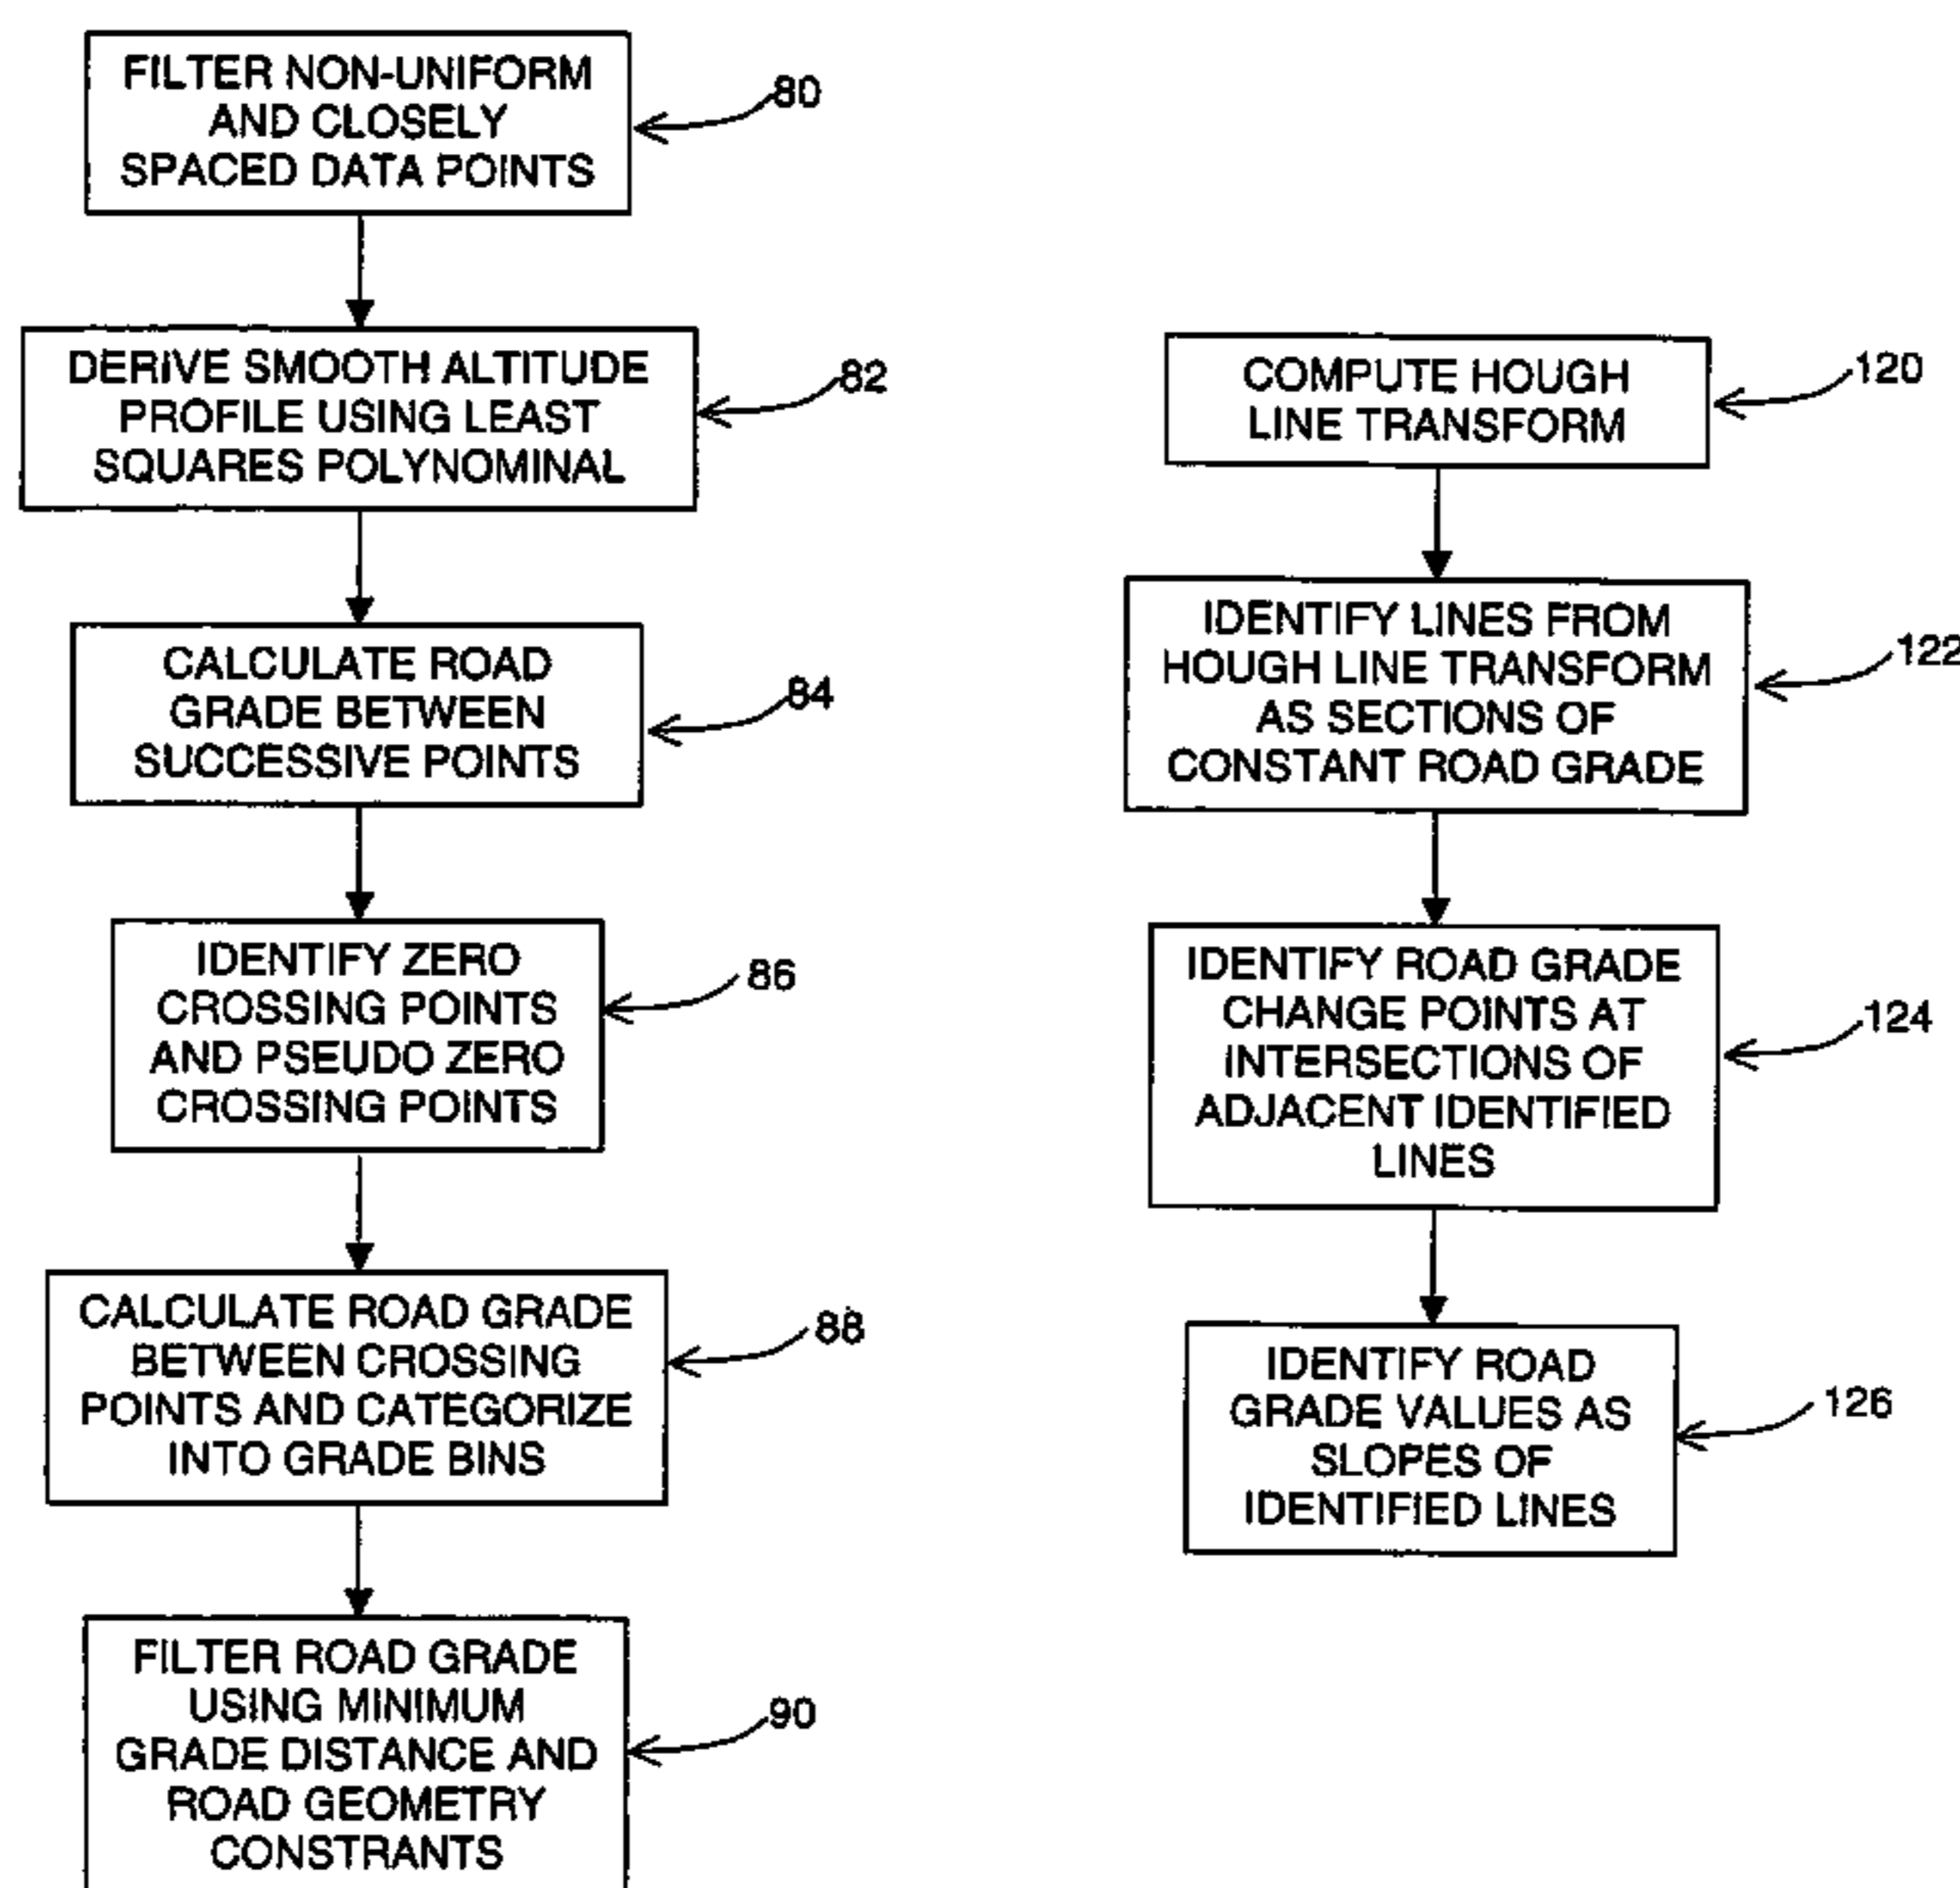 FILTER NON-UNIFORM
AND CLOSELY
SPACED DATA POINTS
80
DERIVE SMOOTH ALTITUDE
PROFILE USING LEAST
SQUARES POLYNOMINAL
82
CALCULATE ROAD
GRADE BETWEEN
SUCCESSIVE POINTS
84
IDENTIFY ZERO
CROSSING POINTS
AND PSEUDO ZERO
CROSSING POINTS
86
CALCULATE ROAD GRADE
BETWEEN CROSSING
POINTS AND CATEGORIZE
INTO GRADE BINS
88
FILTER ROAD GRADE
USING MINIMUM
GRADE DISTANCE AND
ROAD GEOMETRY
CONSTRANTS
90
COMPUTE HOUGH
LINE TRANSFORM
120
IDENTIFY LINES FROM
HOUGH LINE TRANSFORM
AS SECTIONS OF
CONSTANT ROAD GRADE
122
IDENTIFY ROAD GRADE
CHANGE POINTS AT
INTERSECTIONS OF
ADJACENT IDENTIFIED
LINES
124
IDENTIFY ROAD
GRADE VALUES AS
SLOPES OF
IDENTIFIED LINES
126